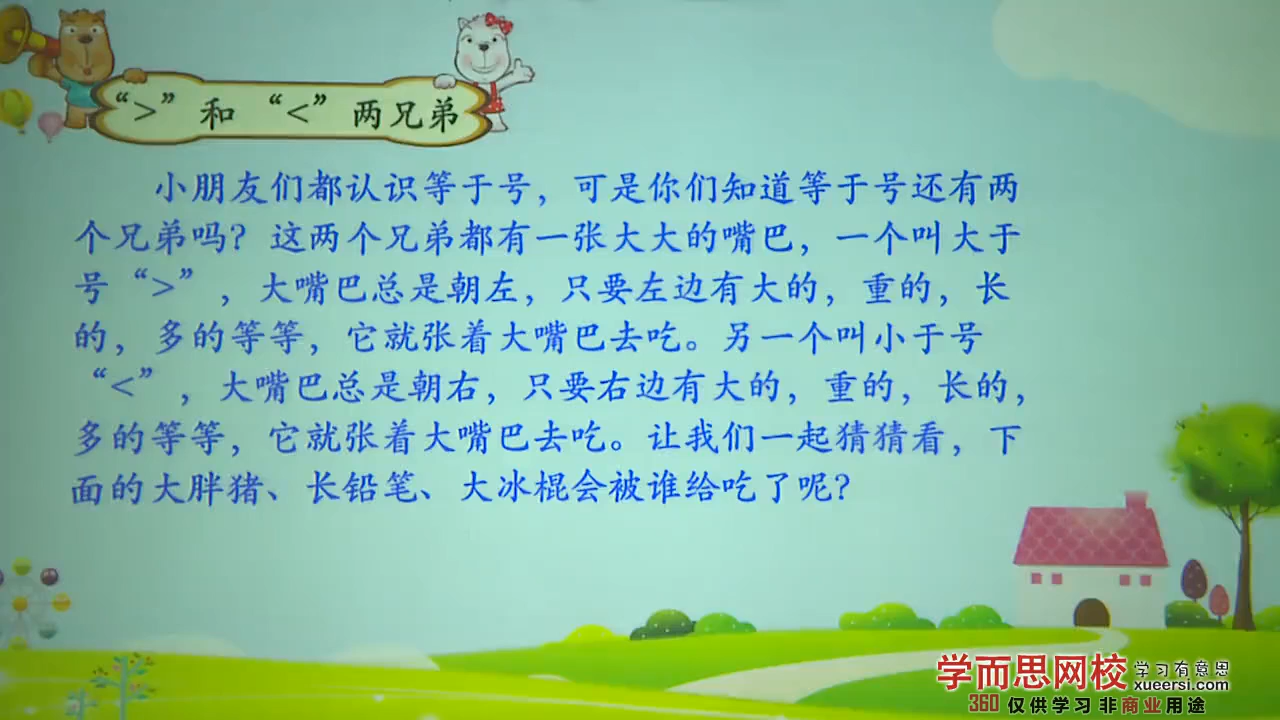 “>”和“<”两兄弟
小朋友们都认识等于号，可是你们知道等于号还有两
个兄弟吗？这两个兄弟都有一张大大的嘴巴，一个叫大于
号“>”，大嘴巴总是朝左，只要左边有大的，重的，长
的，多的等等，它就张着大嘴巴去吃。另一个叫小于号
“<”，大嘴巴总是朝右，只要右边有大的，重的，长的，
多的等等，它就张着大嘴巴去吃。让我们一起猜猜看，下
面的大胖猪、长铅笔、大冰棍会被谁给吃了呢？
学而思网校 学习有意思
xueersi.com
360 仅供学习 非商业用途